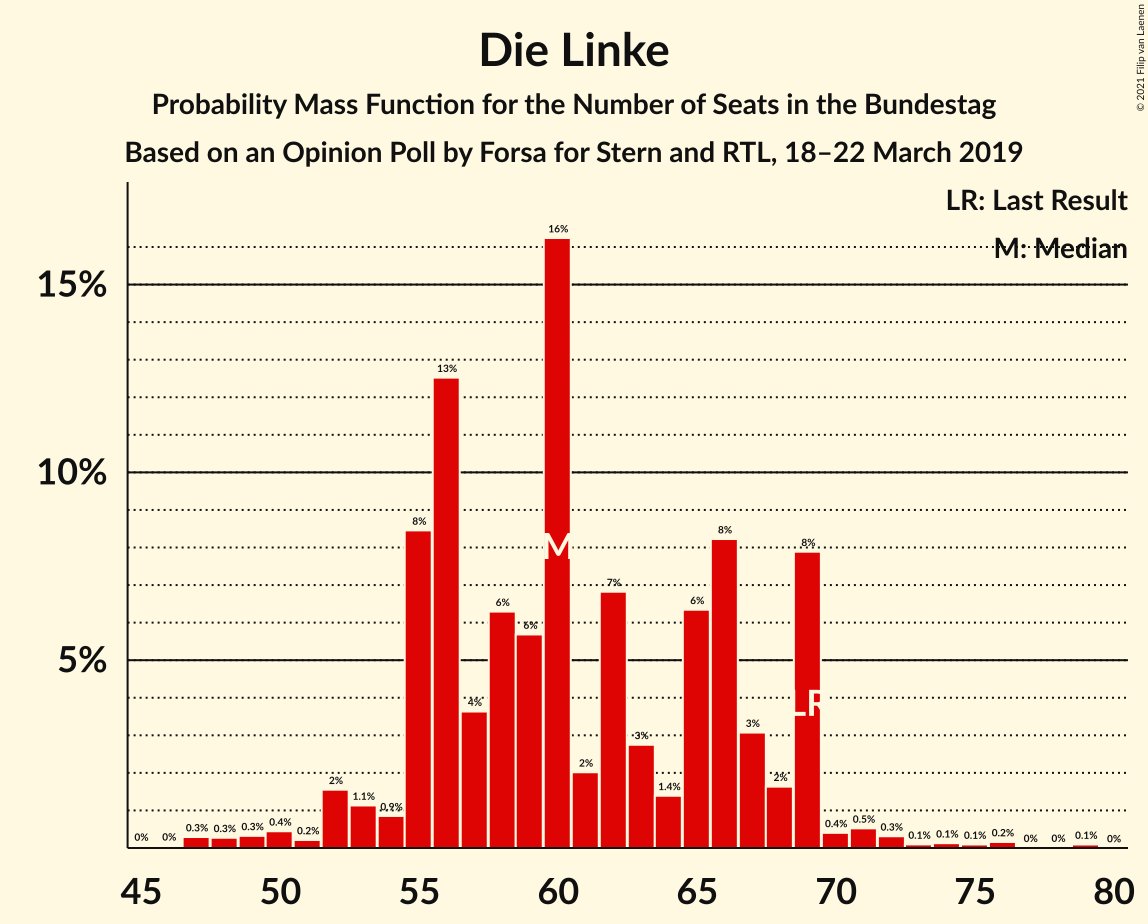 Die Linke
Probability Mass Function for the Number of Seats in the Bundestag
Based on an Opinion Poll by Forsa for Stern and RTL, 18–22 March 2019
© 2021 Filip van Laenen
LR: Last Result
M: Median
15%
10%
5%
0% 0% 0.3% 0.3% 0.3% 0.4% 0.2% 2% 1.1% 0.9% 8% 13% 4% 6% 6% 16% 2% 7% 3% 1.4% 6% 8% 3% 2% 8% 0.4% 0.5% 0.3% 0.1% 0.1% 0.1% 0.2% 0% 0% 0.1% 0%
M
LR
45 50 55 60 65 70 75 80